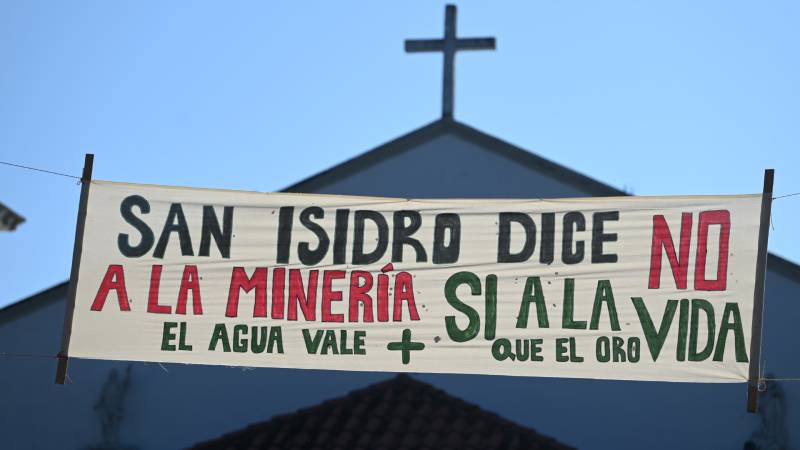 SAN ISIDRO DICE NO
A LA MINERÍA SI A LA VIDA
EL AGUA VALE + QUE EL ORO